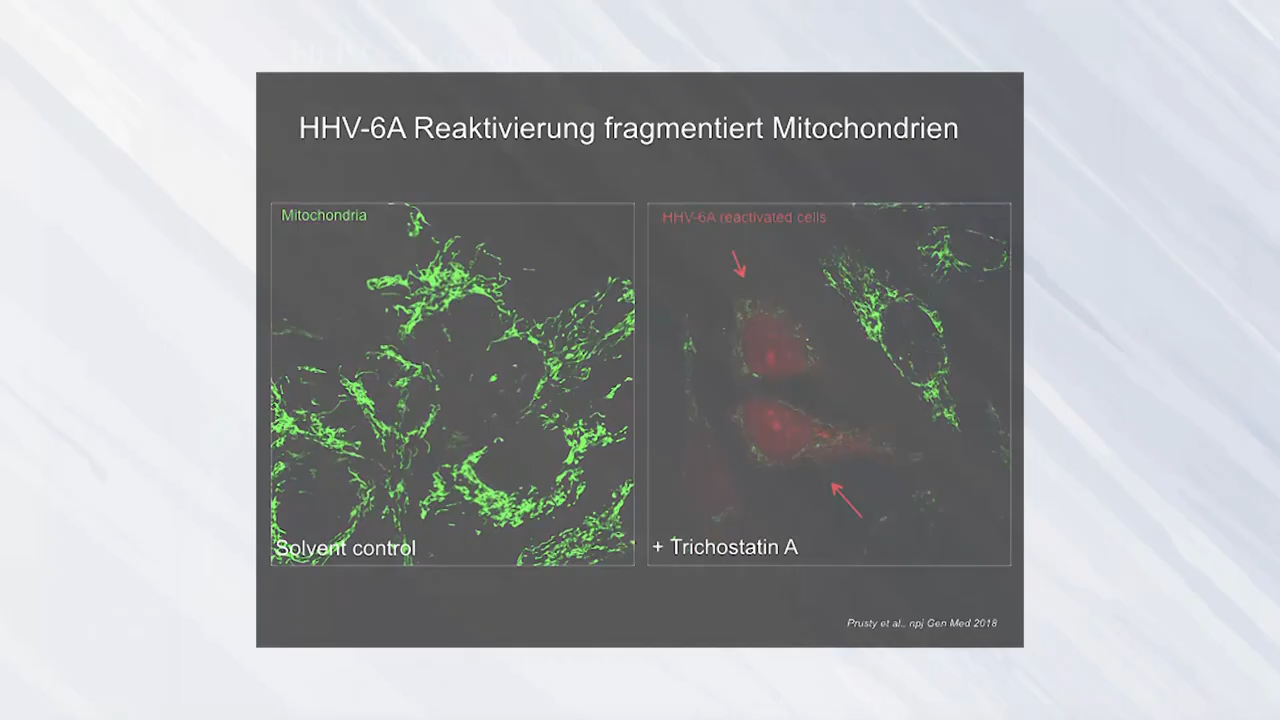 HHV-6A Reaktivierung fragmentiert Mitochondrien
Mitochondria
HHV-6A reactivated cells
Solvent control
+ Trichostatin A
Prusty et al., npj Gen Med 2018